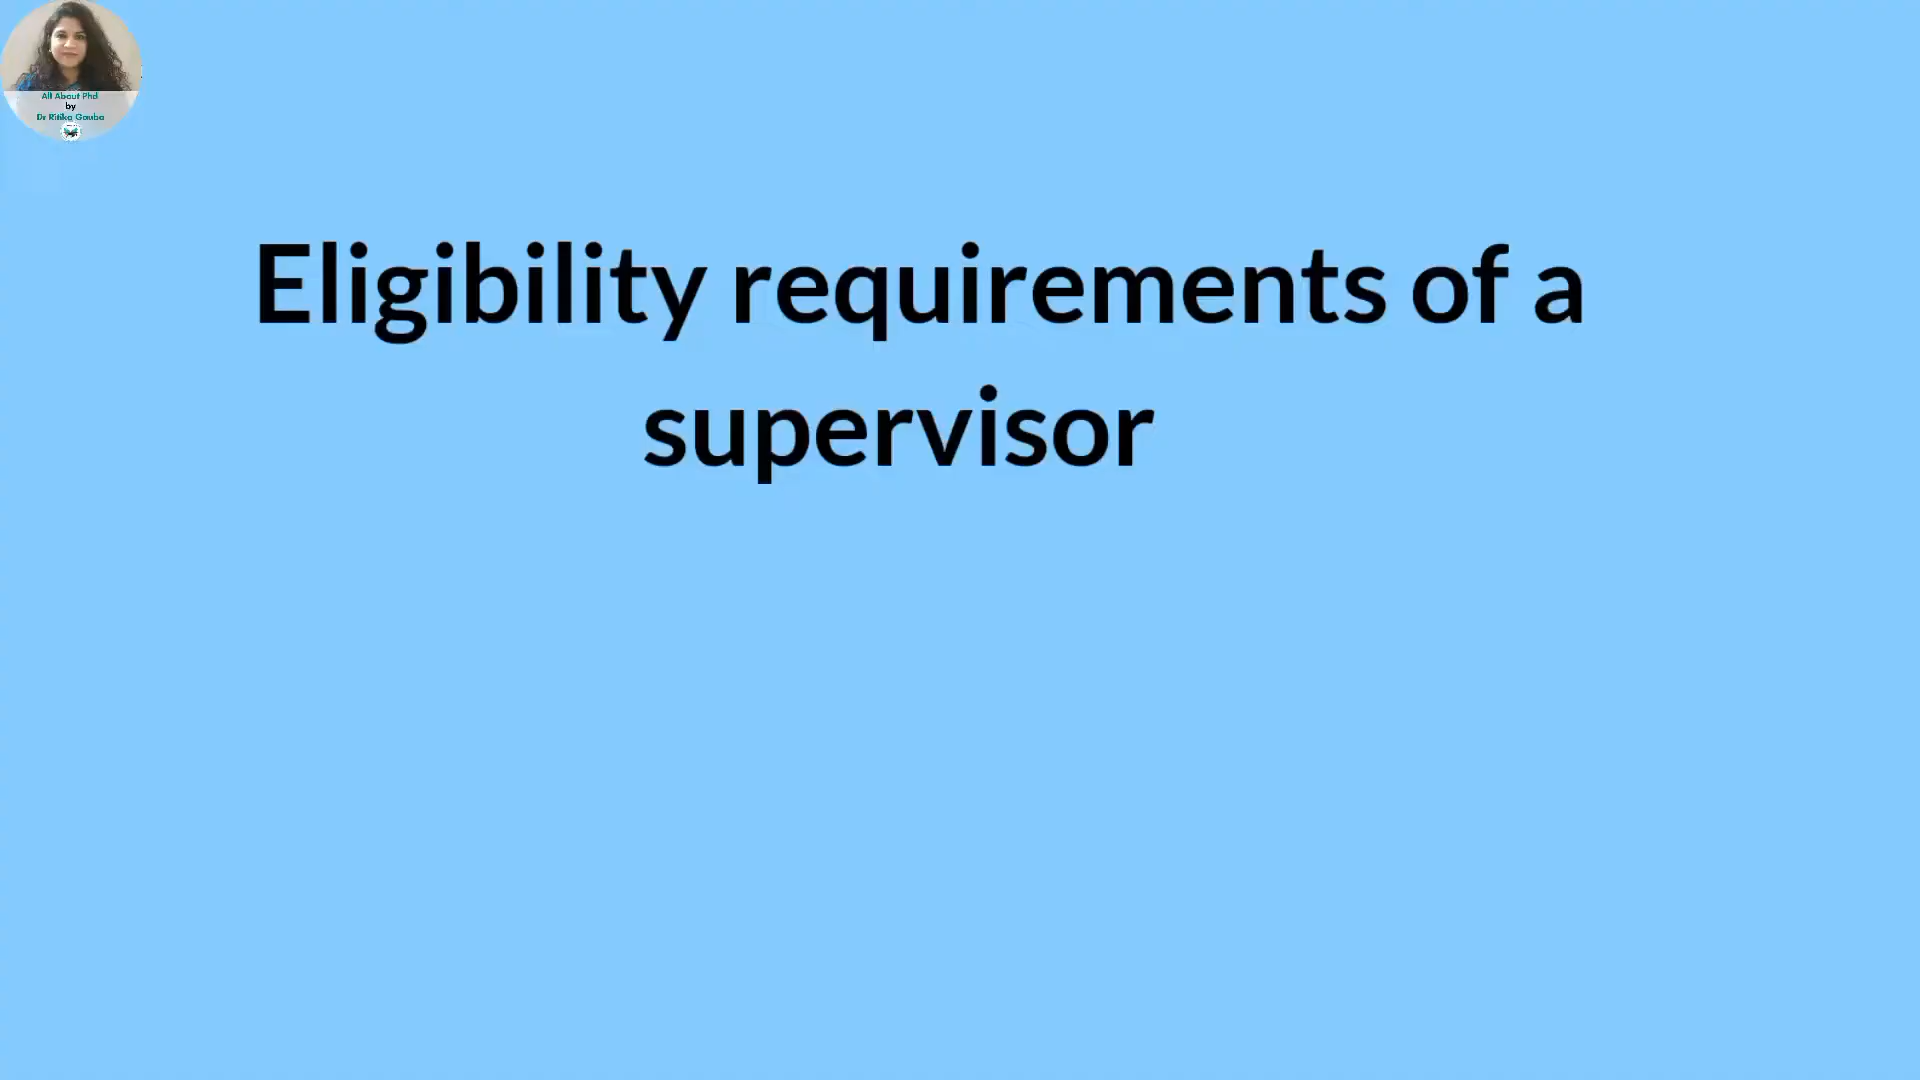 All About Phd
by
Dr Ritika Gauba
Eligibility requirements of a
supervisor